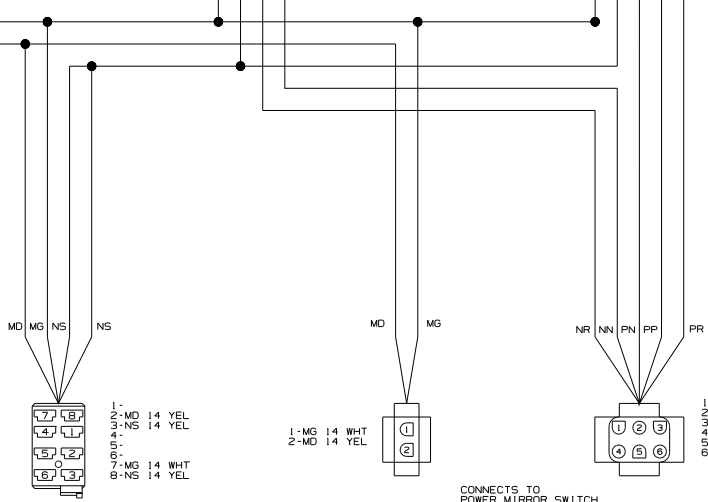 MD MG NS NS
MD MG
NR NN PN PP PR
1-
2-MD 14 YEL
3-NS 14 YEL
4-
5-
6-
7-MG 14 WHT
8-NS 14 YEL
7 8
4 1
5 2
6 3
1-MG 14 WHT
2-MD 14 YEL
1
2
1 2 3
4 5 6
1
2
3
4
5
6
CONNECTS TO
POWER MIRROR SWITCH